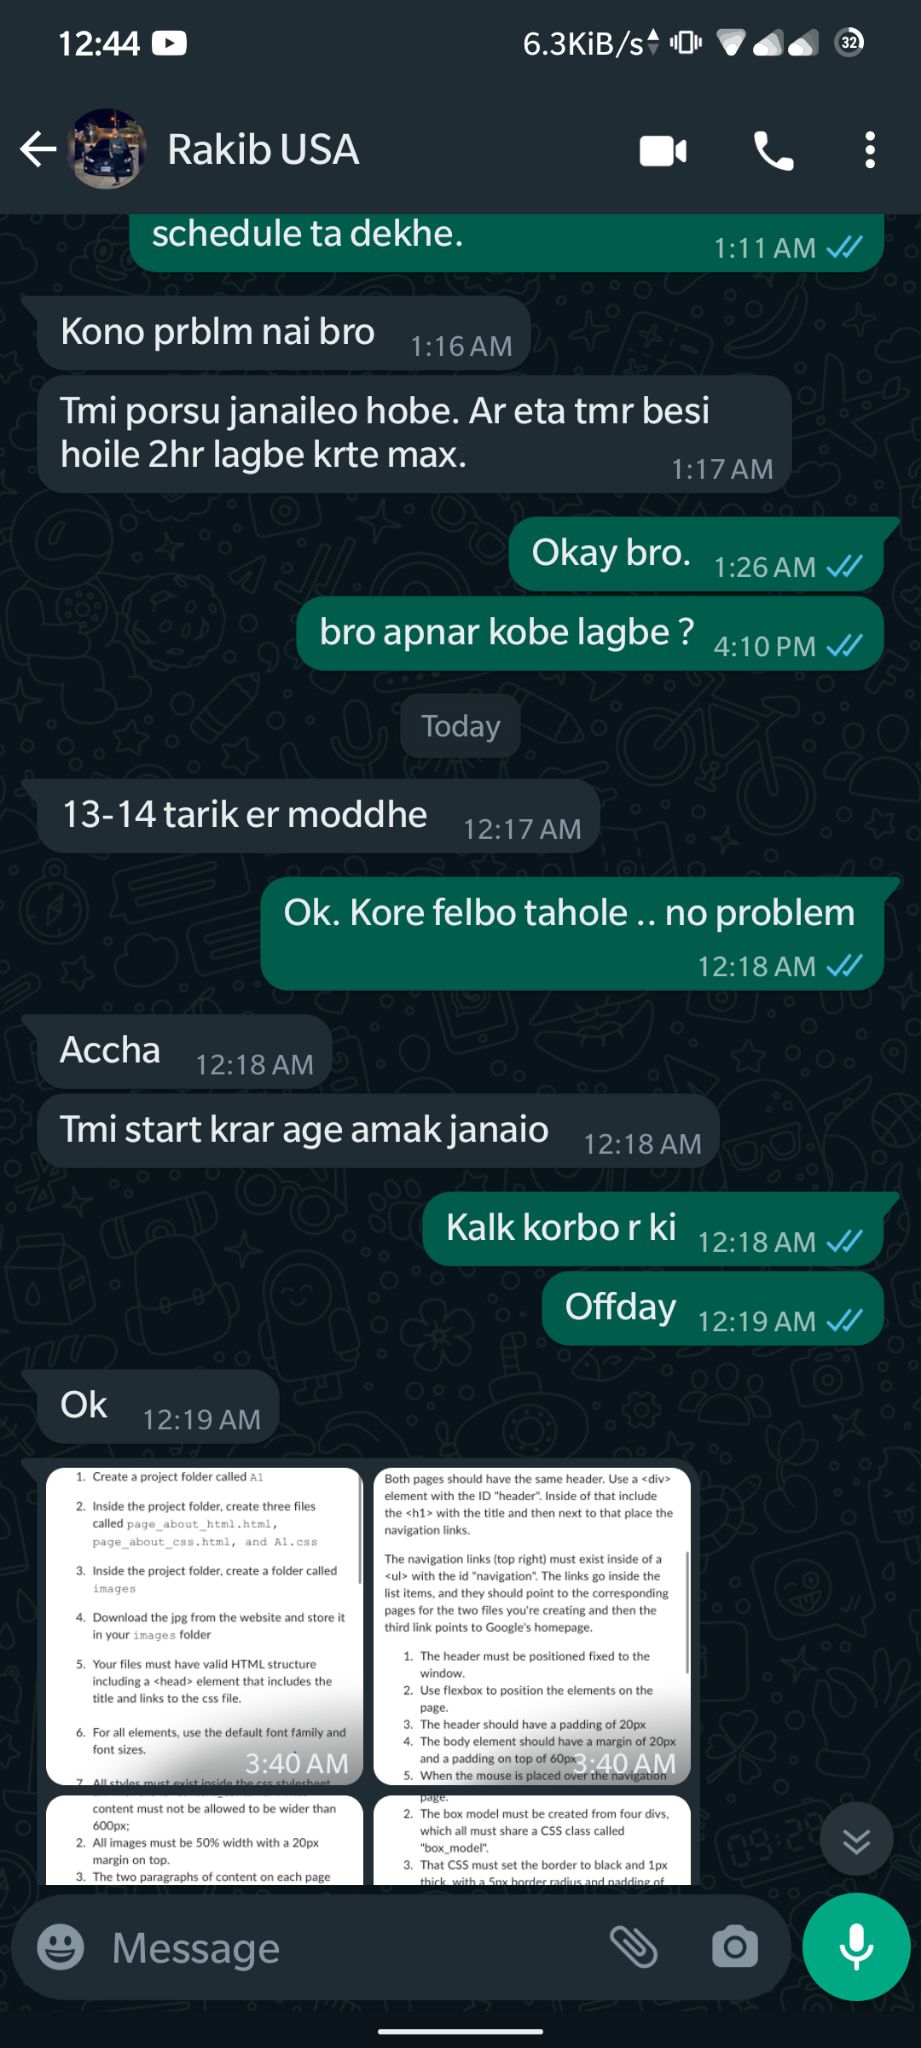 12:44
6.3KiB/s
32
Rakib USA
schedule ta dekhe.
1:11 AM
Kono prblm nai bro
1:16 AM
Tmi porsu janaileo hobe. Ar eta tmr besi
hoile 2hr lagbe krte max.
1:17 AM
Okay bro.
1:26 AM
bro apnar kobe lagbe ?
4:10 PM
Today
13-14 tarik er moddhe
12:17 AM
Ok. Kore felbo tahole .. no problem
12:18 AM
Accha
12:18 AM
Tmi start krar age amak janaio
12:18 AM
Kalk korbo r ki
12:18 AM
Offday
12:19 AM
Ok
12:19 AM
1. Create a project folder called A1
2. Inside the project folder, create three files
called page_about_html.html,
page_about_css.html, and A1.css
3. Inside the project folder, create a folder called
images
4. Download the jpg from the website and store it
in your images folder
5. Your files must have valid HTML structure
including a <head> element that includes the
title and links to the css file.
6. For all elements, use the default font family and
font sizes.
3:40 AM
7. All styles must exist inside the css stylesheet
Both pages should have the same header. Use a <div>
element with the ID "header". Inside of that include
the <h1> with the title and then next to that place the
navigation links.
The navigation links (top right) must exist inside of a
<ul> with the id "navigation". The links go inside the
list items, and they should point to the corresponding
pages for the two files you're creating and then the
third link points to Google's homepage.
1. The header must be positioned fixed to the
window.
2. Use flexbox to position the elements on the
page.
3. The header should have a padding of 20px
4. The body element should have a margin of 20px
and a padding on top of 60px
3:40 AM
5. When the mouse is placed over the navigation
content must not be allowed to be wider than
600px;
2. All images must be 50% width with a 20px
margin on top.
3. The two paragraphs of content on each page
page.
2. The box model must be created from four divs,
which all must share a CSS class called
"box_model".
3. That CSS must set the border to black and 1px
thick, with a 5px border radius and padding of
Message